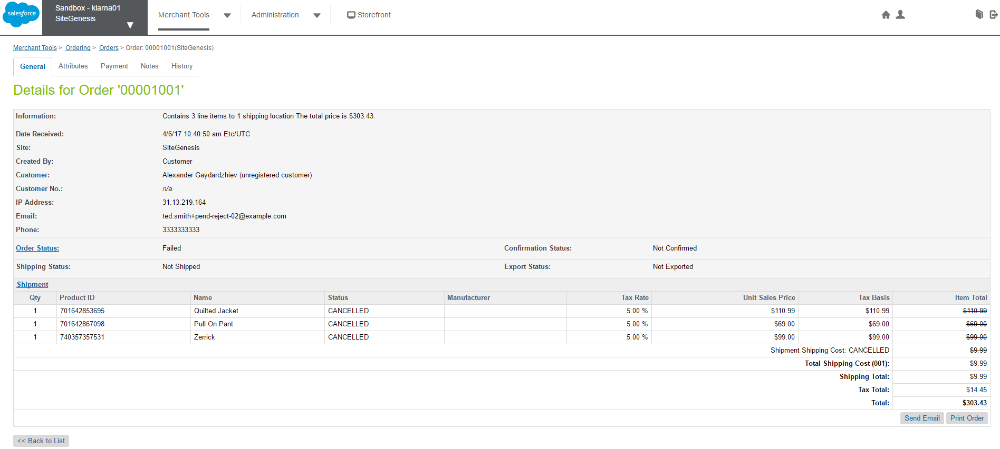 salesforce
Sandbox - klarna01
SiteGenesis
Merchant Tools
Administration
Storefront
Merchant Tools > Ordering > Orders > Order: 00001001(SiteGenesis)
General Attributes Payment Notes History
Details for Order '00001001'
Information: Contains 3 line items to 1 shipping location The total price is $303.43.
Date Received: 4/6/17 10:40:50 am Etc/UTC
Site: SiteGenesis
Created By: Customer
Customer: Alexander Gaydardzhiev (unregistered customer)
Customer No.: n/a
IP Address: 31.13.219.164
Email: ted.smith+pend-reject-02@example.com
Phone: 3333333333
Order Status: Failed Confirmation Status: Not Confirmed
Shipping Status: Not Shipped Export Status: Not Exported
Shipment
Qty Product ID Name Status Manufacturer Tax Rate Unit Sales Price Tax Basis Item Total
1 701642853695 Quilted Jacket CANCELLED 5.00 % $110.99 $110.99 $110.99
1 701642867098 Pull On Pant CANCELLED 5.00 % $69.00 $69.00 $69.00
1 740357357531 Zerrick CANCELLED 5.00 % $99.00 $99.00 $99.00
Shipment Shipping Cost: CANCELLED $9.99
Total Shipping Cost (001): $9.99
Shipping Total: $9.99
Tax Total: $14.45
Total: $303.43
Send Email Print Order
<< Back to List